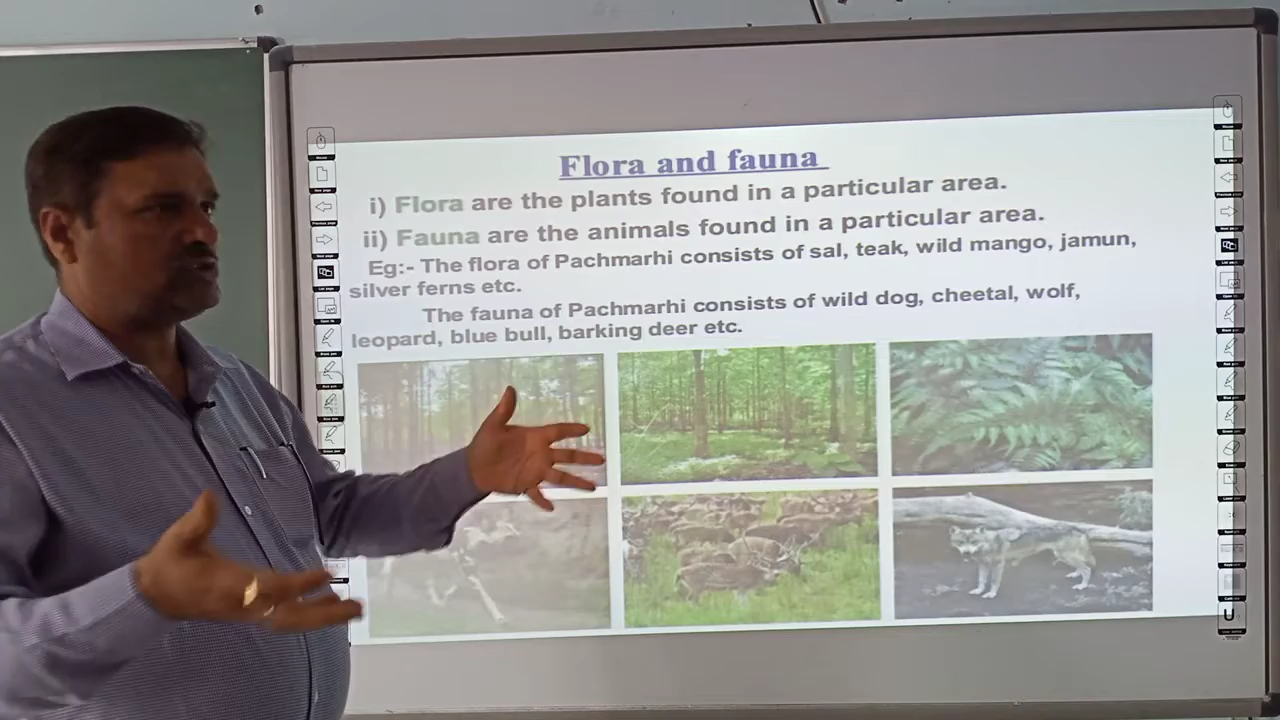 Flora and fauna
i) Flora are the plants found in a particular area.
ii) Fauna are the animals found in a particular area.
Eg:- The flora of Pachmarhi consists of sal, teak, wild mango, jamun,
silver ferns etc.
The fauna of Pachmarhi consists of wild dog, cheetal, wolf,
leopard, blue bull, barking deer etc.